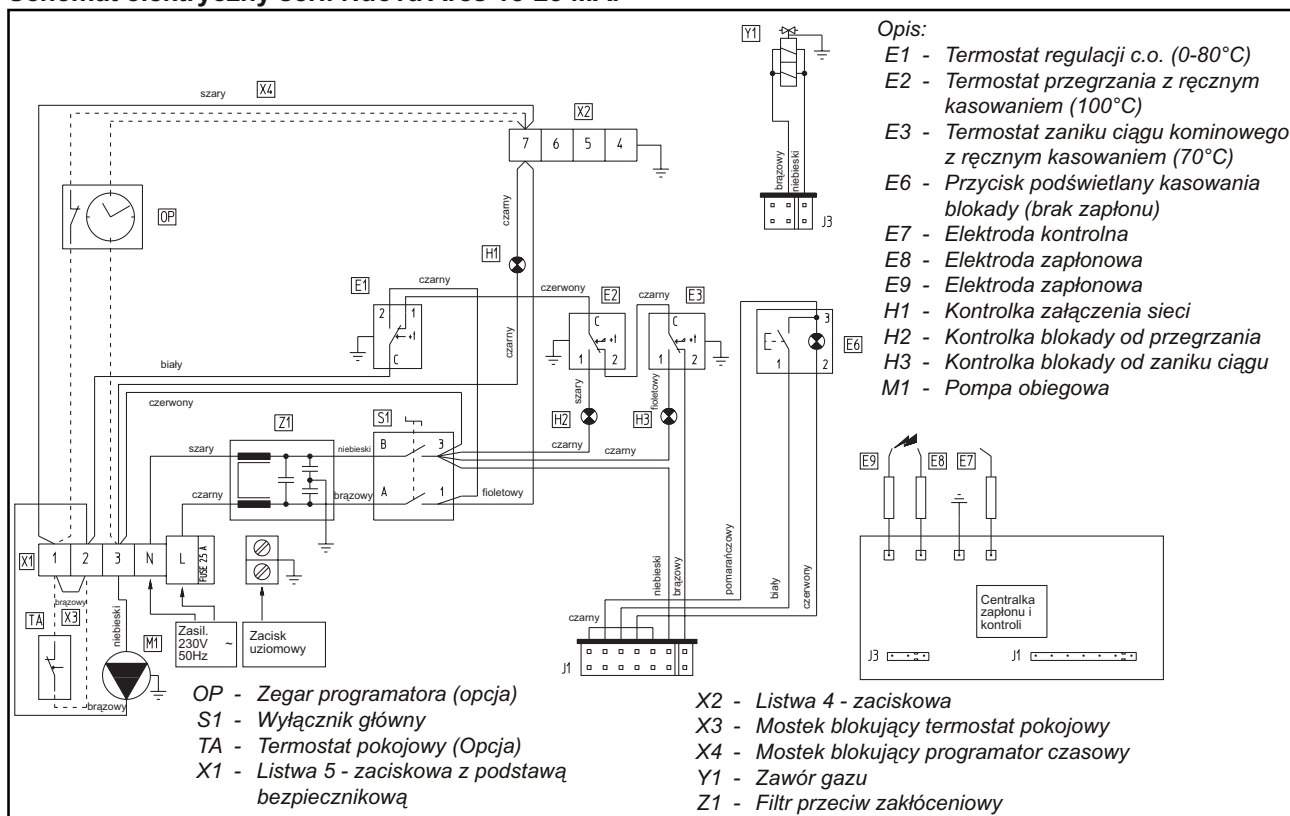 Y1
Opis:
E1 - Termostat regulacji c.o. (0-80°C)
E2 - Termostat przegrzania z ręcznym
kasowaniem (100°C)
E3 - Termostat zaniku ciągu kominowego
z ręcznym kasowaniem (70°C)
E6 - Przycisk podświetlany kasowania
blokady (brak zapłonu)
E7 - Elektroda kontrolna
E8 - Elektroda zapłonowa
E9 - Elektroda zapłonowa
H1 - Kontrolka załączenia sieci
H2 - Kontrolka blokady od przegrzania
H3 - Kontrolka blokady od zaniku ciągu
M1 - Pompa obiegowa
szary
X4
X2
7 6 5 4
brązowy
niebieski
J3
OP
czarny
H1
czarny
E1
czarny
2 1
C
czerwony
E2
C
1 2
czarny
E3
C
1 2
3
1 2
E6
biały
czerwony
szary
H2
fioletowy
H3
czarny
czarny
Z1
S1
szary
niebieski
B 3
czarny
brązowy
A 1
fioletowy
E9
E8
E7
X1
1 2 3 N L
FUSE 2.5 A
brązowy
X3
TA
niebieski
M1
brązowy
Zasil.
230V ~
50Hz
Zacisk
uziomowy
niebieski
brązowy
pomarańczowy
biały
czerwony
czarny
J1
Centralka
zapłonu i
kontroli
J3
J1
OP - Zegar programatora (opcja)
S1 - Wyłącznik główny
TA - Termostat pokojowy (Opcja)
X1 - Listwa 5 - zaciskowa z podstawą
bezpiecznikową
X2 - Listwa 4 - zaciskowa
X3 - Mostek blokujący termostat pokojowy
X4 - Mostek blokujący programator czasowy
Y1 - Zawór gazu
Z1 - Filtr przeciw zakłóceniowy